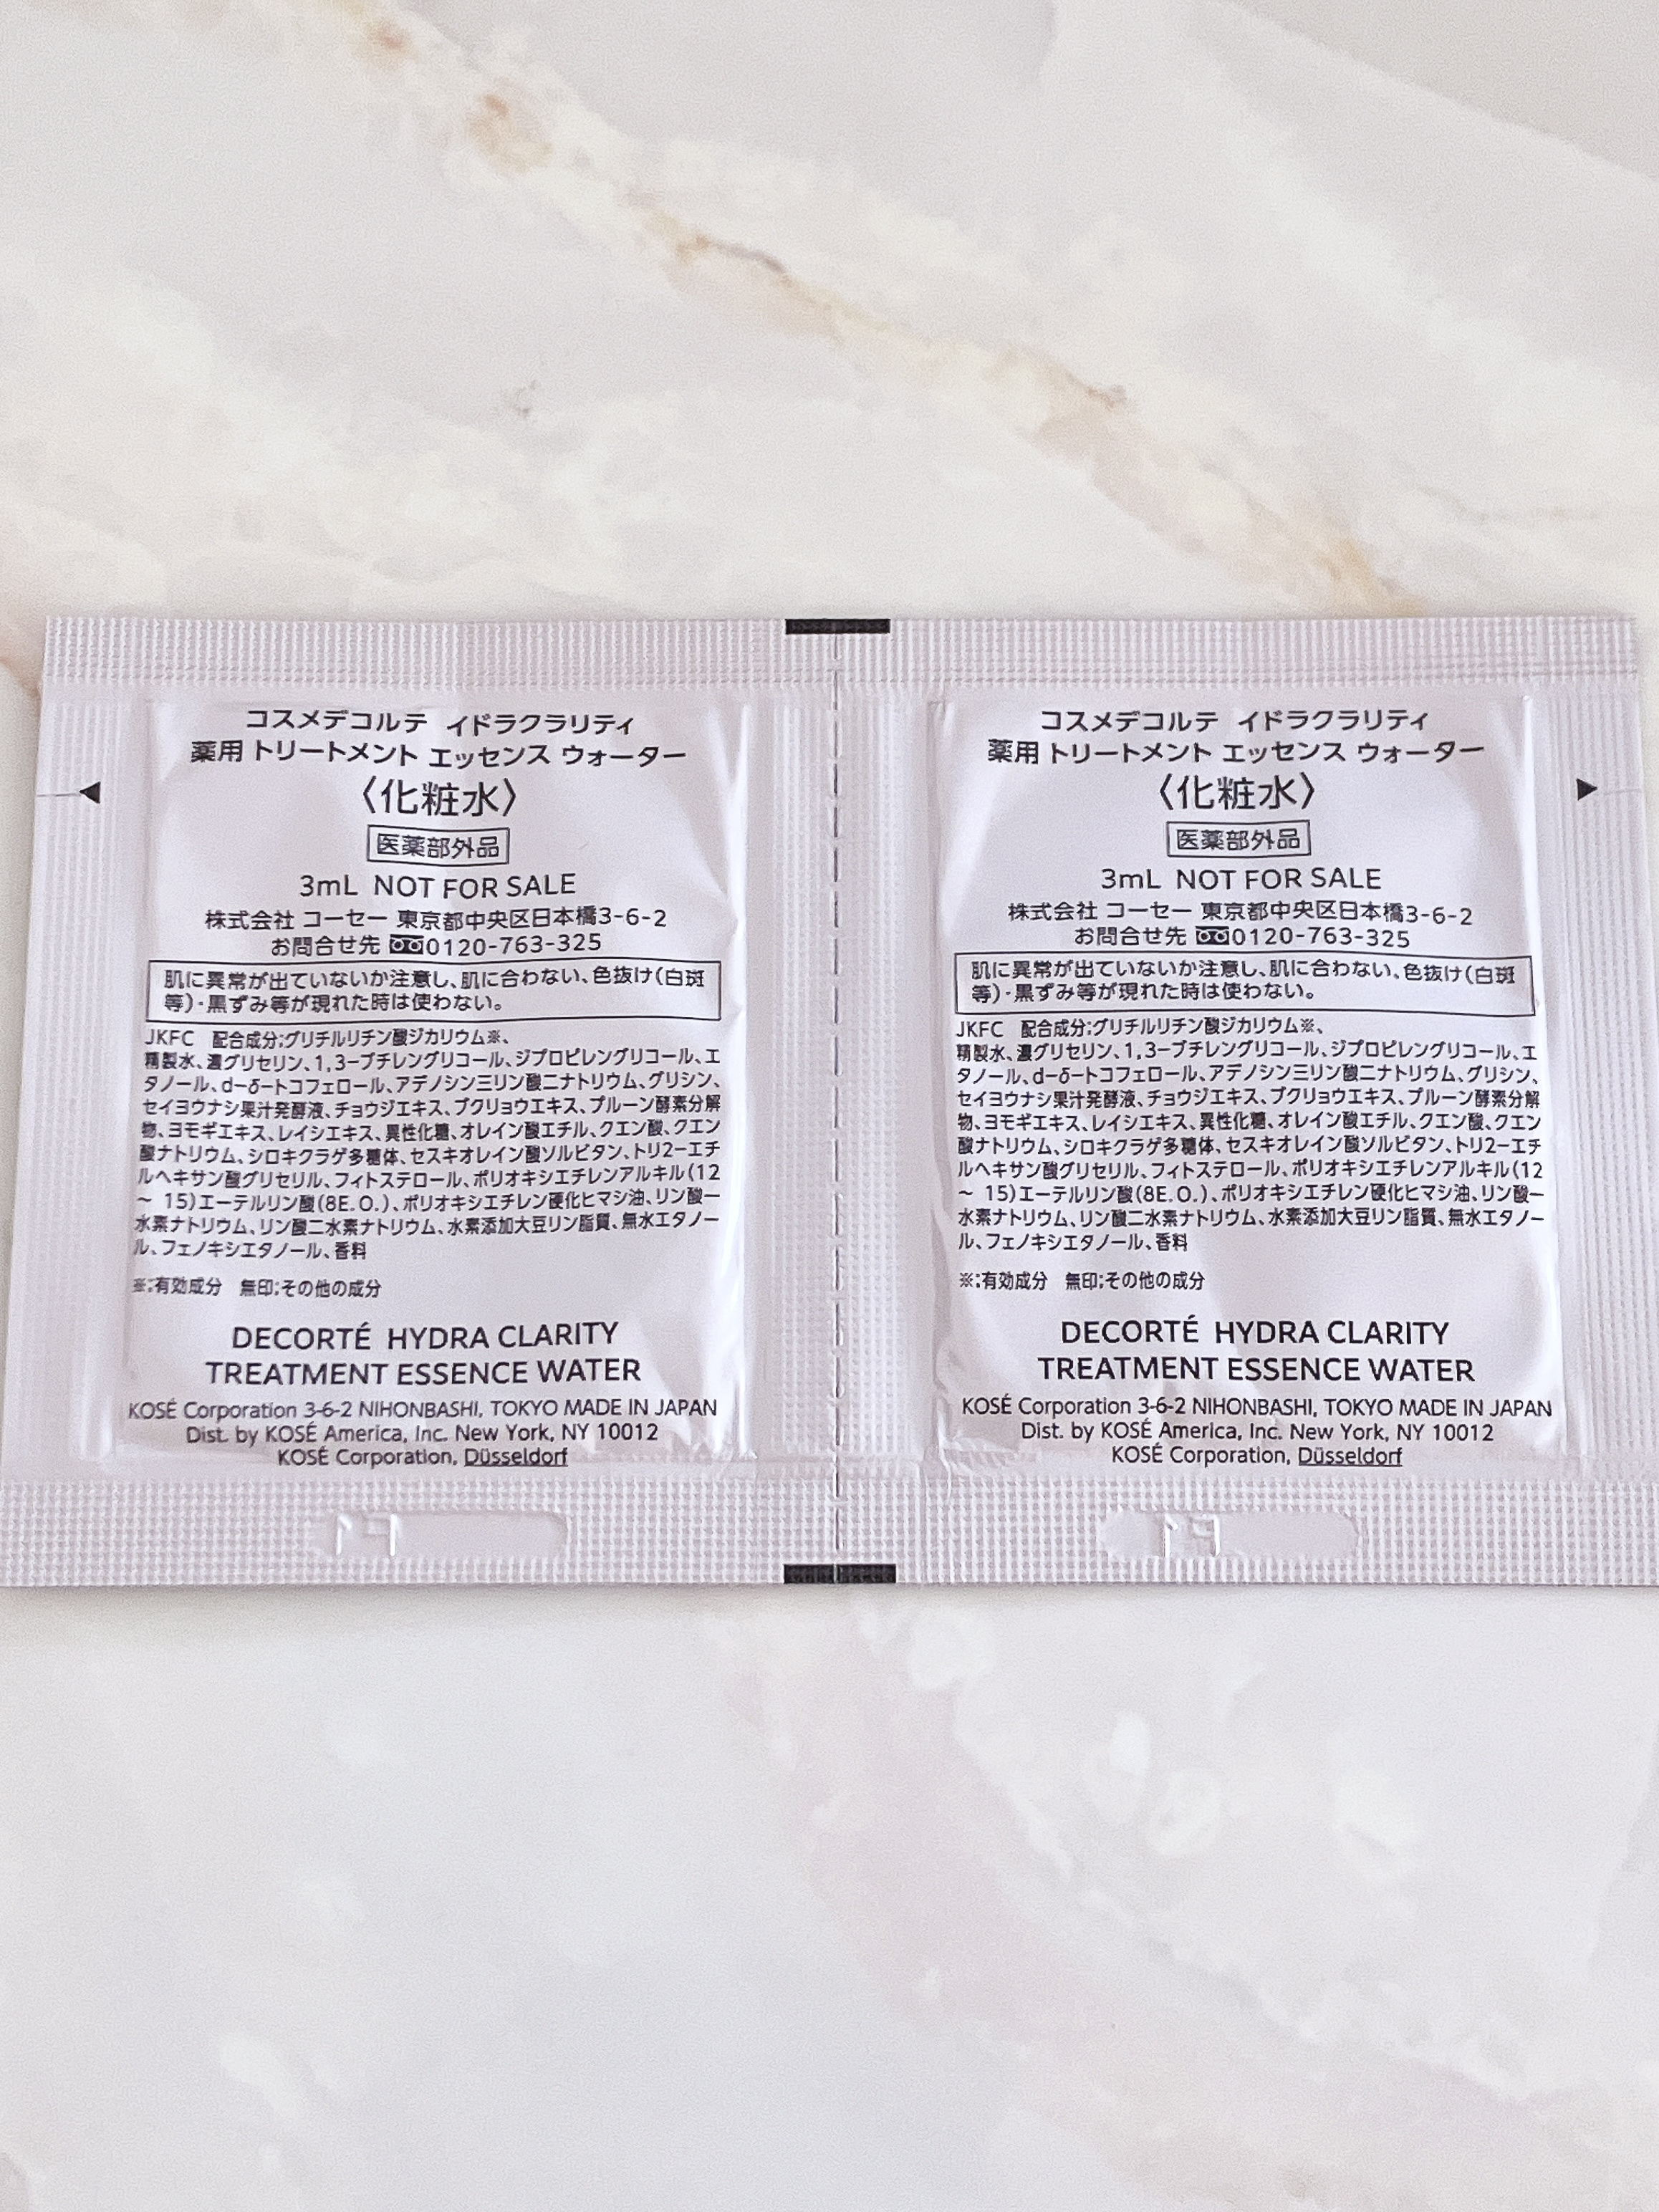 コスメデコルテ イドラクラリティ
薬用 トリートメント エッセンス ウォーター
〈化粧水〉
医薬部外品
3mL NOT FOR SALE
株式会社 コーセー 東京都中央区日本橋3-6-2
お問合せ先 0120-763-325
肌に異常が出ていないか注意し、肌に合わない、色抜け(白斑
等)・黒ずみ等が現れた時は使わない。
JKFC 配合成分;グリチルリチン酸ジカリウム※、
精製水、濃グリセリン、1,3−ブチレングリコール、ジプロピレングリコール、エ
タノール、d−δ−トコフェロール、アデノシン三リン酸二ナトリウム、グリシン、
セイヨウナシ果汁発酵液、チョウジエキス、ブクリョウエキス、プルーン酵素分解
物、ヨモギエキス、レイシエキス、異性化糖、オレイン酸エチル、クエン酸、クエン
酸ナトリウム、シロキクラゲ多糖体、セスキオレイン酸ソルビタン、トリ2−エチ
ルヘキサン酸グリセリル、フィトステロール、ポリオキシエチレンアルキル(12
～ 15)エーテルリン酸(8E.O.)、ポリオキシエチレン硬化ヒマシ油、リン酸一
水素ナトリウム、リン酸二水素ナトリウム、水素添加大豆リン脂質、無水エタノー
ル、フェノキシエタノール、香料
※;有効成分 無印;その他の成分
DECORTÉ HYDRA CLARITY
TREATMENT ESSENCE WATER
KOSÉ Corporation 3-6-2 NIHONBASHI, TOKYO MADE IN JAPAN
Dist. by KOSÉ America, Inc. New York, NY 10012
KOSÉ Corporation, Düsseldorf
コスメデコルテ イドラクラリティ
薬用 トリートメント エッセンス ウォーター
〈化粧水〉
医薬部外品
3mL NOT FOR SALE
株式会社 コーセー 東京都中央区日本橋3-6-2
お問合せ先 0120-763-325
肌に異常が出ていないか注意し、肌に合わない、色抜け(白斑
等)・黒ずみ等が現れた時は使わない。
JKFC 配合成分;グリチルリチン酸ジカリウム※、
精製水、濃グリセリン、1,3−ブチレングリコール、ジプロピレングリコール、エ
タノール、d−δ−トコフェロール、アデノシン三リン酸二ナトリウム、グリシン、
セイヨウナシ果汁発酵液、チョウジエキス、ブクリョウエキス、プルーン酵素分解
物、ヨモギエキス、レイシエキス、異性化糖、オレイン酸エチル、クエン酸、クエン
酸ナトリウム、シロキクラゲ多糖体、セスキオレイン酸ソルビタン、トリ2−エチ
ルヘキサン酸グリセリル、フィトステロール、ポリオキシエチレンアルキル(12
～ 15)エーテルリン酸(8E.O.)、ポリオキシエチレン硬化ヒマシ油、リン酸一
水素ナトリウム、リン酸二水素ナトリウム、水素添加大豆リン脂質、無水エタノー
ル、フェノキシエタノール、香料
※;有効成分 無印;その他の成分
DECORTÉ HYDRA CLARITY
TREATMENT ESSENCE WATER
KOSÉ Corporation 3-6-2 NIHONBASHI, TOKYO MADE IN JAPAN
Dist. by KOSÉ America, Inc. New York, NY 10012
KOSÉ Corporation, Düsseldorf